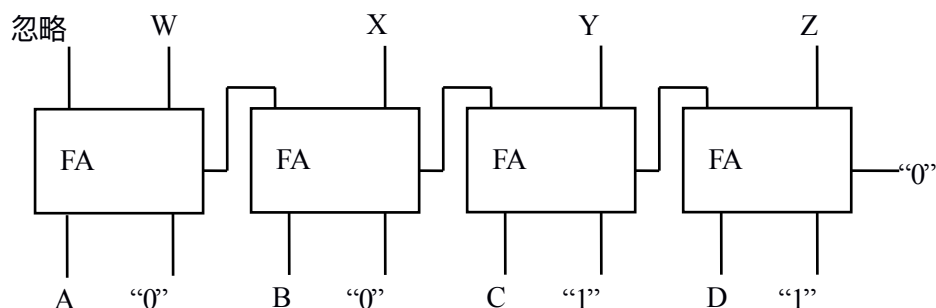 忽略 W X Y Z
FA FA FA FA “0”
A “0” B “0” C “1” D “1”